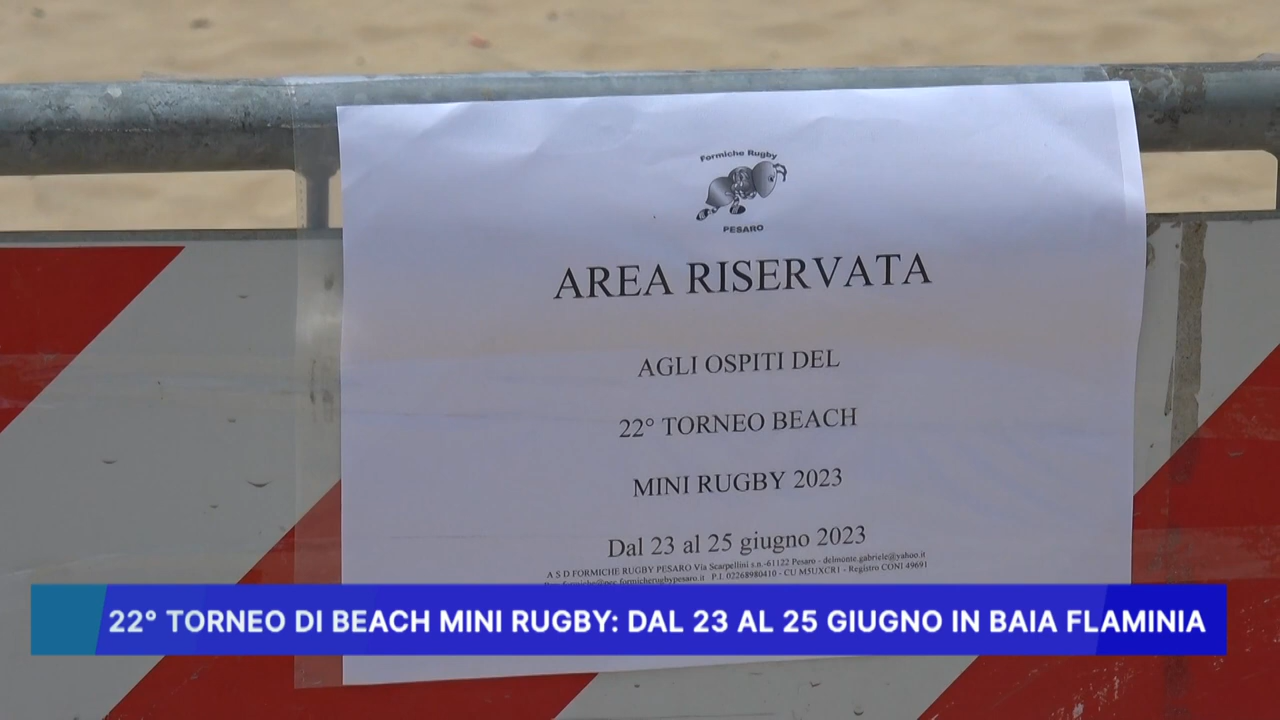 Formiche Rugby
PESARO
AREA RISERVATA
AGLI OSPITI DEL
22° TORNEO BEACH
MINI RUGBY 2023
Dal 23 al 25 giugno 2023
A S D FORMICHE RUGBY PESARO Via Scarpellini s.n.-61122 Pesaro - delmonte.gabriele@yahoo.it
P.I. 02268980410 - CU M5UXCR1 - Registro CONI 49691
22° TORNEO DI BEACH MINI RUGBY: DAL 23 AL 25 GIUGNO IN BAIA FLAMINIA